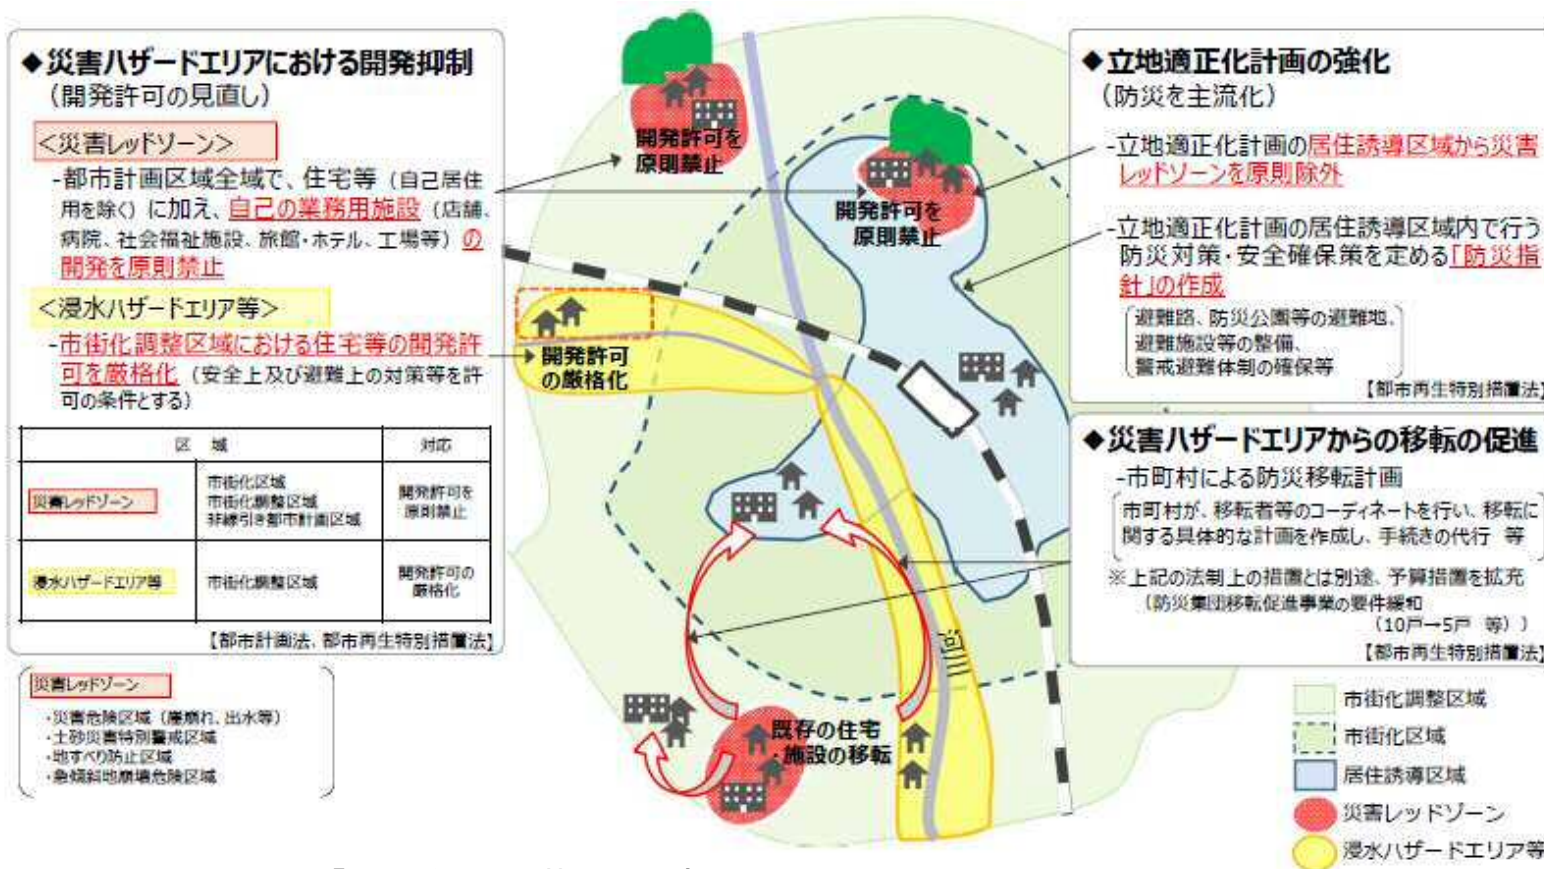 ◆災害ハザードエリアにおける開発抑制
（開発許可の見直し）
＜災害レッドゾーン＞
-都市計画区域全域で、住宅等（自己居住
用を除く）に加え、自己の業務用施設（店舗、
病院、社会福祉施設、旅館・ホテル、工場等）の
開発を原則禁止
＜浸水ハザードエリア等＞
-市街化調整区域における住宅等の開発許
可を厳格化（安全上及び避難上の対策等を許
可の条件とする）
区 域
対応
災害レッドゾーン
市街化区域
市街化調整区域
非線引き都市計画区域
開発許可を
原則禁止
浸水ハザードエリア等
市街化調整区域
開発許可の
厳格化
【都市計画法、都市再生特別措置法】
災害レッドゾーン
・災害危険区域（崖崩れ、出水等）
・土砂災害特別警戒区域
・地すべり防止区域
・急傾斜地崩壊危険区域
開発許可を
原則禁止
開発許可を
原則禁止
開発許可
の厳格化
河川
既存の住宅
・施設の移転
◆立地適正化計画の強化
（防災を主流化）
-立地適正化計画の居住誘導区域から災害
レッドゾーンを原則除外
-立地適正化計画の居住誘導区域内で行う
防災対策・安全確保策を定める「防災指
針」の作成
避難路、防災公園等の避難地、
避難施設等の整備、
警戒避難体制の確保等
【都市再生特別措置法】
◆災害ハザードエリアからの移転の促進
-市町村による防災移転計画
市町村が、移転者等のコーディネートを行い、移転に
関する具体的な計画を作成し、手続きの代行 等
※上記の法制上の措置とは別途、予算措置を拡充
（防災集団移転促進事業の要件緩和
（10戸→5戸 等））
【都市再生特別措置法】
市街化調整区域
市街化区域
居住誘導区域
災害レッドゾーン
浸水ハザードエリア等